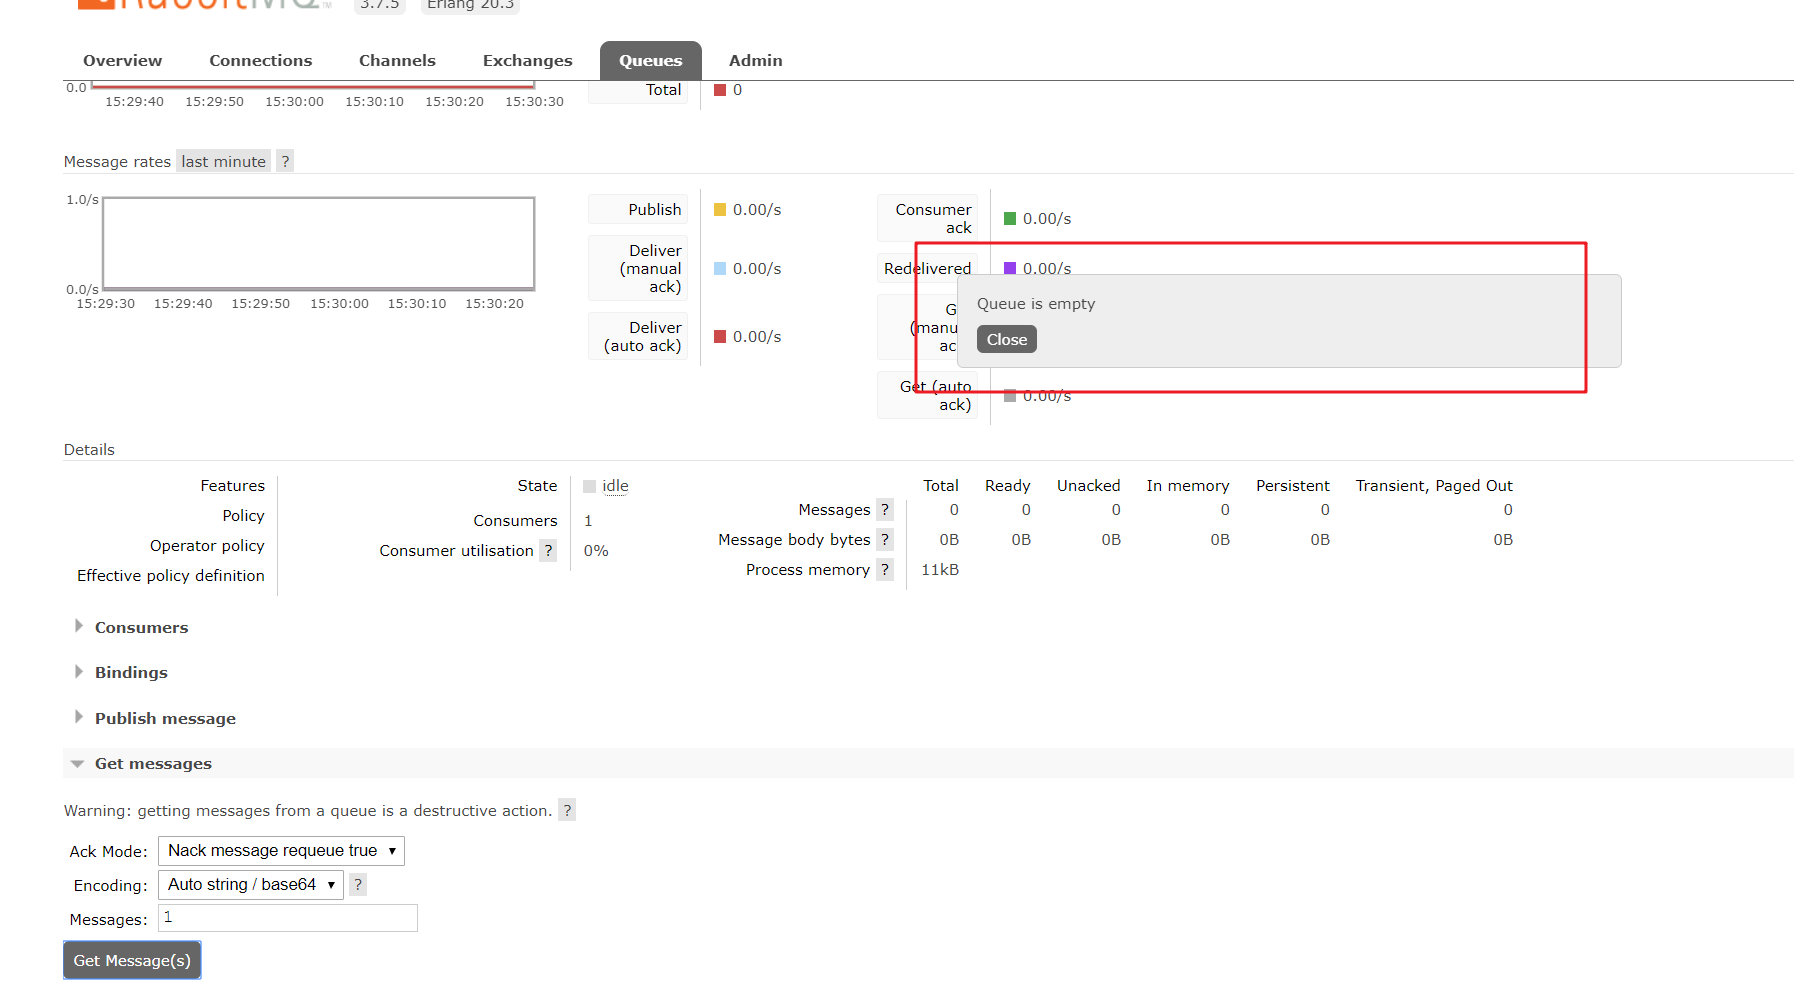 RabbitMQ TM 3.7.5 Erlang 20.3
Overview Connections Channels Exchanges Queues Admin
0.0
15:29:40 15:29:50 15:30:00 15:30:10 15:30:20 15:30:30
Total 0
Message rates last minute ?
1.0/s
0.0/s
15:29:30 15:29:40 15:29:50 15:30:00 15:30:10 15:30:20
Publish 0.00/s
Deliver
(manual
ack)
0.00/s
Deliver
(auto ack)
0.00/s
Consumer
ack
0.00/s
Redelivered 0.00/s
Queue is empty
Close
Get (auto
ack)
0.00/s
Details
Features
Policy
Operator policy
Effective policy definition
State idle
Consumers 1
Consumer utilisation ? 0%
Total Ready Unacked In memory Persistent Transient, Paged Out
Messages ? 0 0 0 0 0 0
Message body bytes ? 0B 0B 0B 0B 0B 0B
Process memory ? 11kB
Consumers
Bindings
Publish message
Get messages
Warning: getting messages from a queue is a destructive action. ?
Ack Mode: Nack message requeue true
Encoding: Auto string / base64 ?
Messages: 1
Get Message(s)